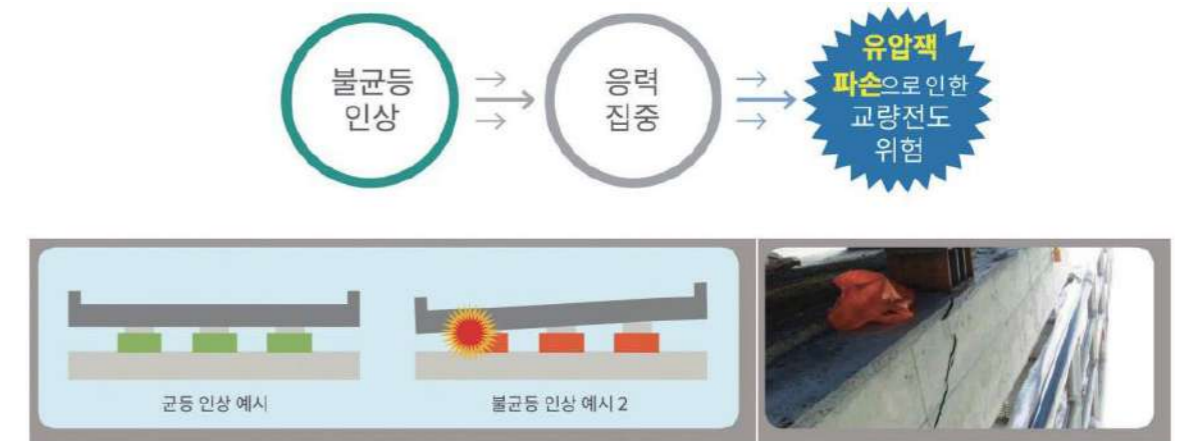 불균등
인상
응력
집중
유압잭
파손으로 인한
교량전도
위험
균등 인상 예시
불균등 인상 예시 2